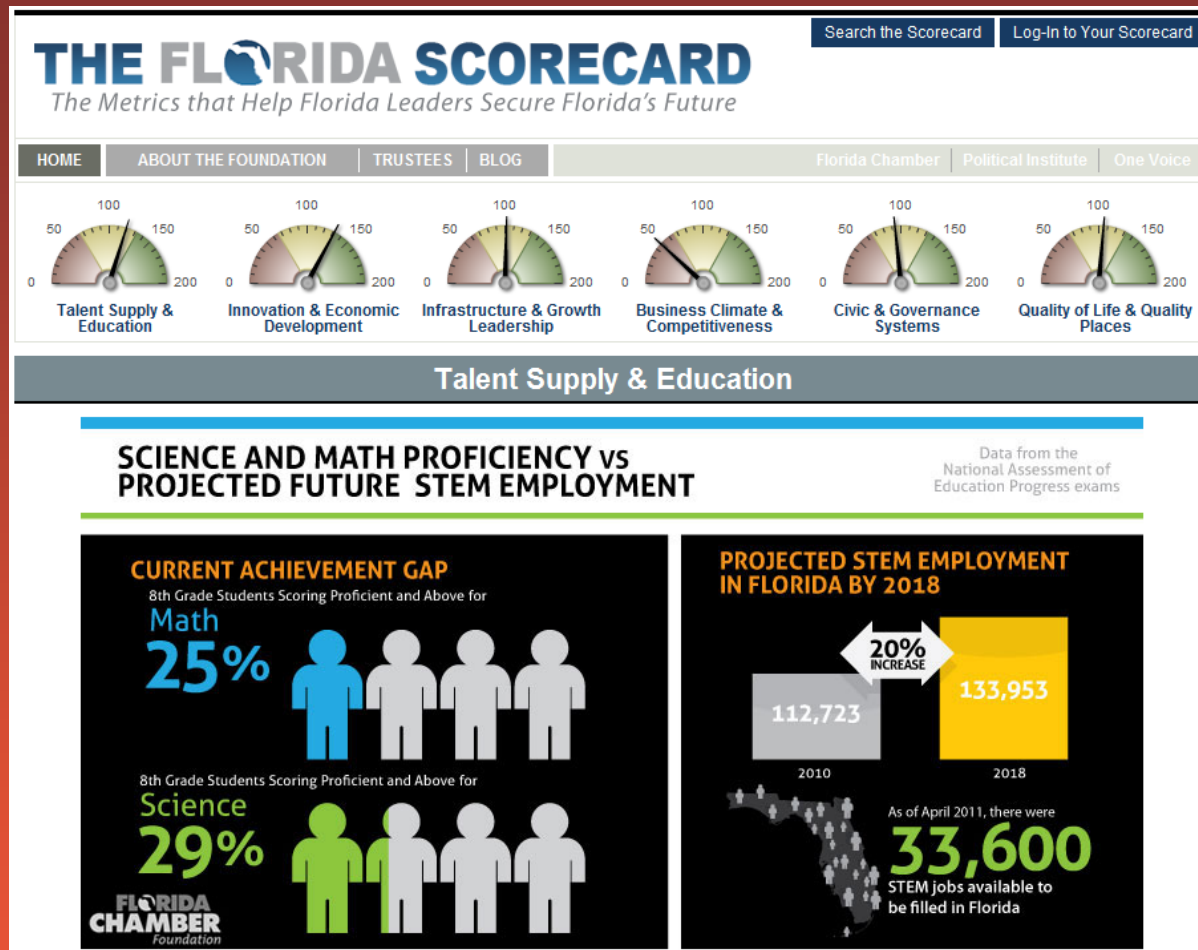 Search the Scorecard
Log-In to Your Scorecard
THE FLORIDA SCORECARD
The Metrics that Help Florida Leaders Secure Florida's Future
HOME
ABOUT THE FOUNDATION
TRUSTEES
BLOG
Florida Chamber
Political Institute
One Voice
0
50
100
150
200
Talent Supply &
Education
0
50
100
150
200
Innovation & Economic
Development
0
50
100
150
200
Infrastructure & Growth
Leadership
0
50
100
150
200
Business Climate &
Competitiveness
0
50
100
150
200
Civic & Governance
Systems
0
50
100
150
200
Quality of Life & Quality
Places
Talent Supply & Education
SCIENCE AND MATH PROFICIENCY VS
PROJECTED FUTURE STEM EMPLOYMENT
Data from the
National Assessment of
Education Progress exams
CURRENT ACHIEVEMENT GAP
8th Grade Students Scoring Proficient and Above for
Math
25%
8th Grade Students Scoring Proficient and Above for
Science
29%
FLORIDA
CHAMBER
Foundation
PROJECTED STEM EMPLOYMENT
IN FLORIDA BY 2018
20%
INCREASE
112,723
133,953
2010
2018
As of April 2011, there were
33,600
STEM jobs available to
be filled in Florida